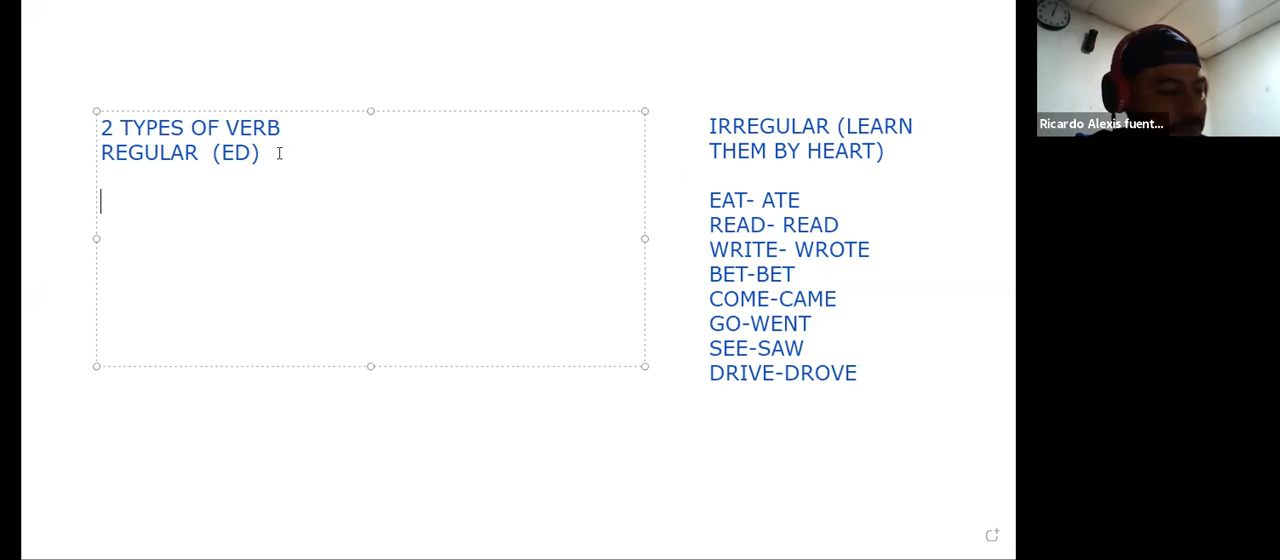 2 TYPES OF VERB
REGULAR  (ED)
IRREGULAR (LEARN
THEM BY HEART)
EAT- ATE
READ- READ
WRITE- WROTE
BET-BET
COME-CAME
GO-WENT
SEE-SAW
DRIVE-DROVE
Ricardo Alexis fuent...